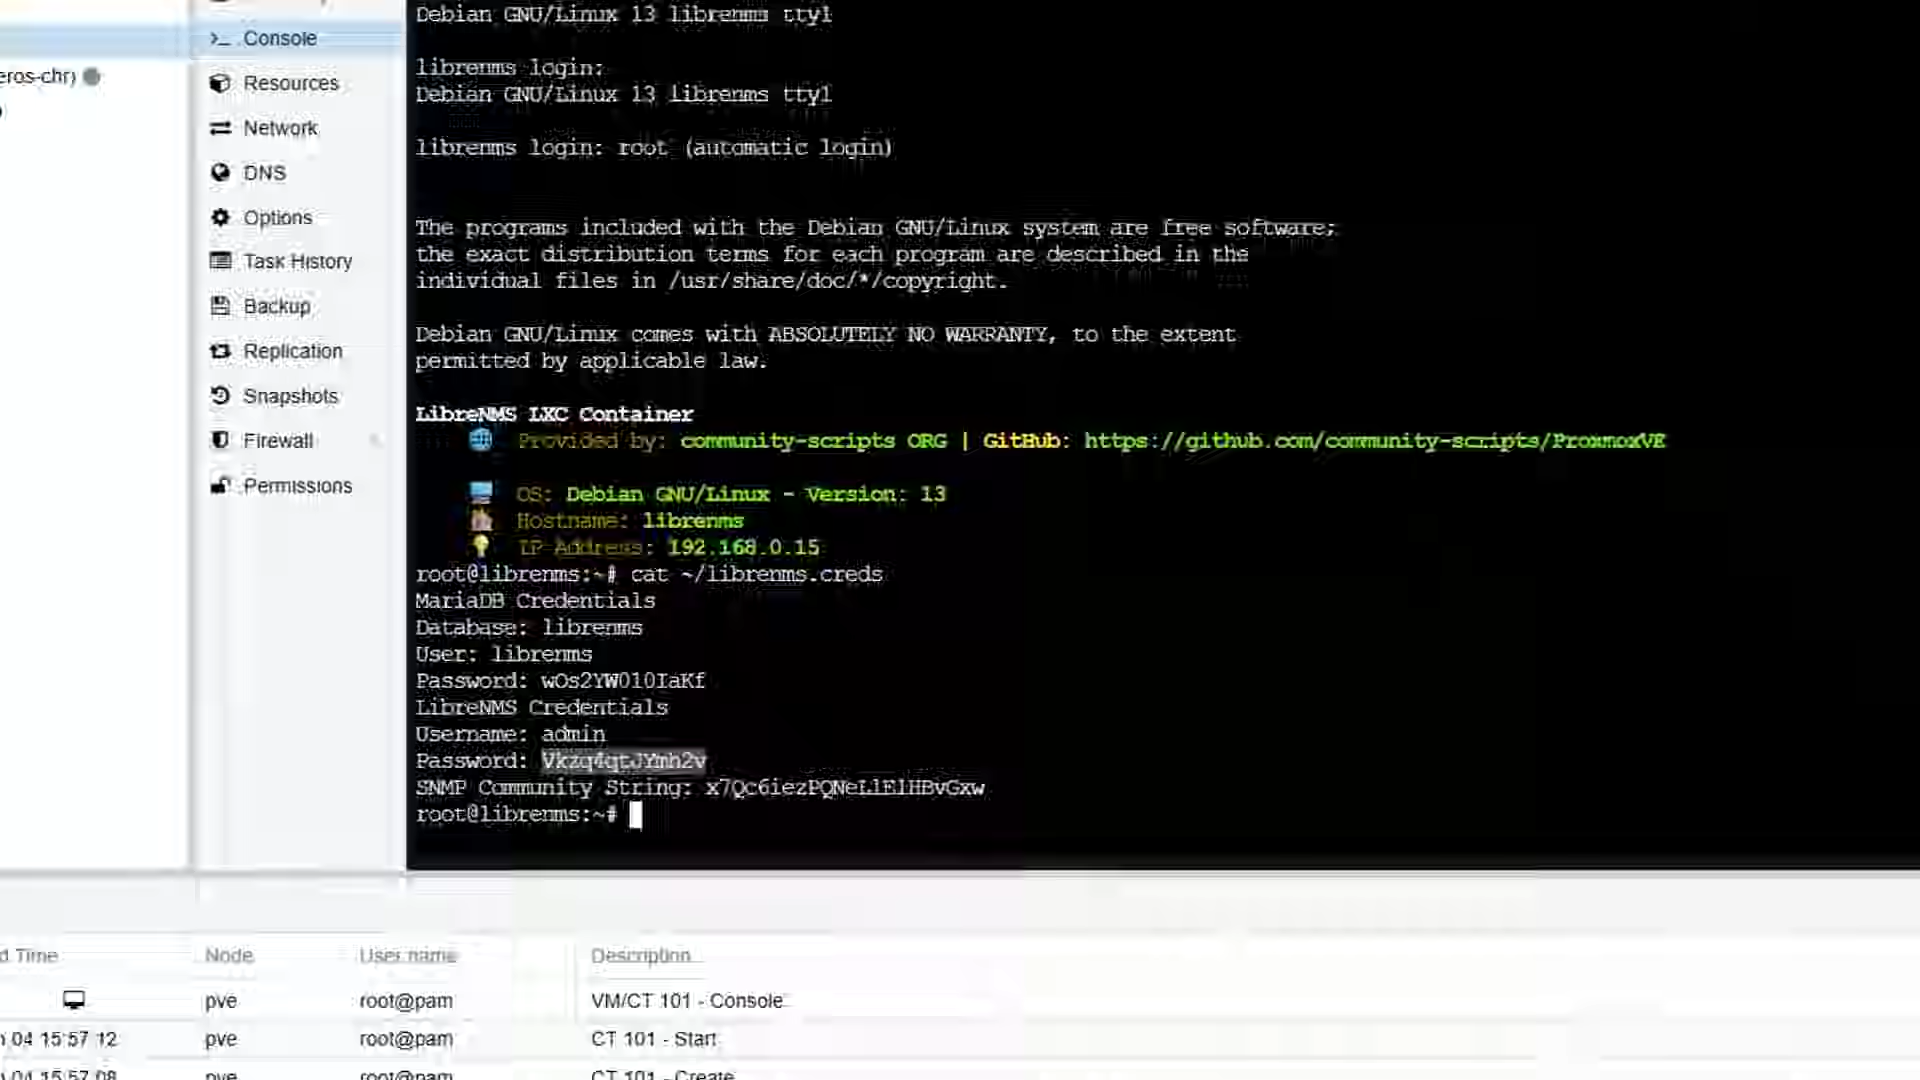 Debian GNU/Linux 13 librenms tty1
Console
librenms login:
eros-chr)
Resources
Debian GNU/Linux 13 librenms tty1
Network
librenms login: root (automatic login)
DNS
Options
The programs included with the Debian GNU/Linux system are free software;
the exact distribution terms for each program are described in the
Task History
individual files in /usr/share/doc/*/copyright.
Backup
Debian GNU/Linux comes with ABSOLUTELY NO WARRANTY, to the extent
Replication
permitted by applicable law.
Snapshots
LibreNMS LXC Container
Firewall
Provided by: community-scripts ORG | GitHub: https://github.com/community-scripts/ProxmoxVE
Permissions
OS: Debian GNU/Linux - Version: 13
Hostname: librenms
IP Address: 192.168.0.15
root@librenms:~# cat ~/librenms.creds
MariaDB Credentials
Database: librenms
User: librenms
Password: wOs2YW010IaKf
LibreNMS Credentials
Username: admin
Password: Vkzq4qtJYmh2v
SNMP Community String: x7Qc6iezPQNeLlElHBvGxw
root@librenms:~#
d Time Node User name Description
pve root@pam VM/CT 101 - Console
04 15:57:12 pve root@pam CT 101 - Start
04 15:57:08 pve root@pam CT 101 - Create